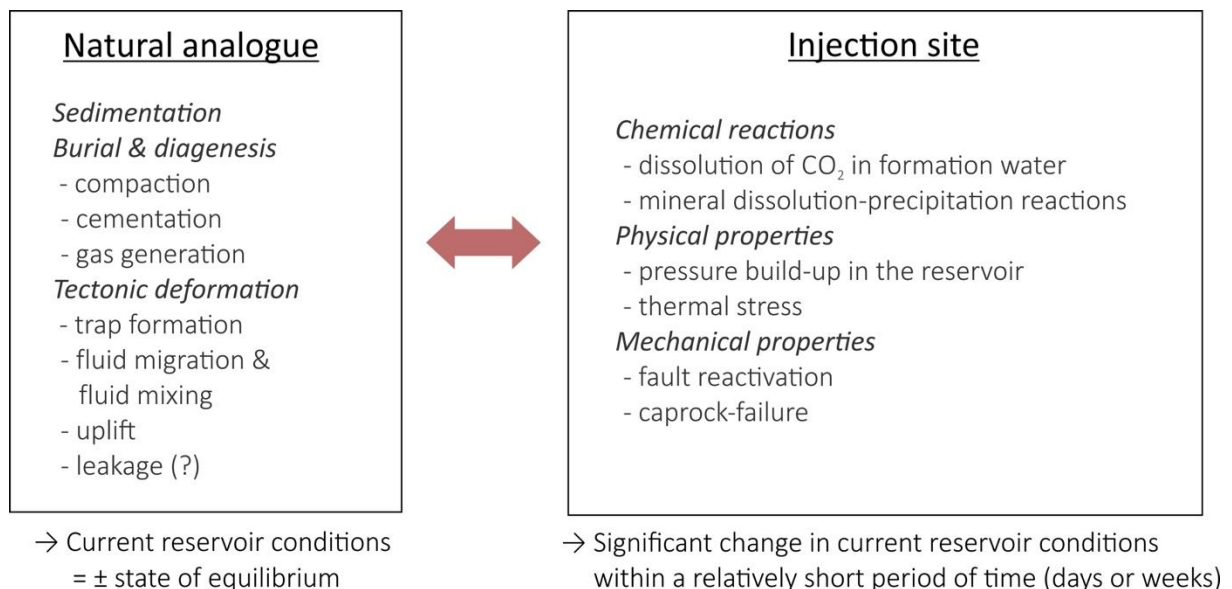 Natural analogue
Sedimentation
Burial & diagenesis
- compaction
- cementation
- gas generation
Tectonic deformation
- trap formation
- fluid migration &
fluid mixing
- uplift
- leakage (?)
→ Current reservoir conditions
= ± state of equilibrium
Injection site
Chemical reactions
- dissolution of CO₂ in formation water
- mineral dissolution-precipitation reactions
Physical properties
- pressure build-up in the reservoir
- thermal stress
Mechanical properties
- fault reactivation
- caprock-failure
→ Significant change in current reservoir conditions
within a relatively short period of time (days or weeks)